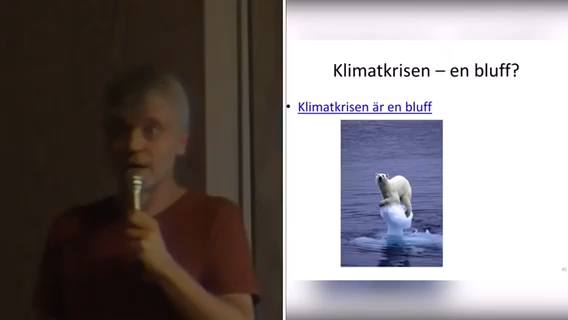 Klimatkrisen – en bluff?
• Klimatkrisen är en bluff